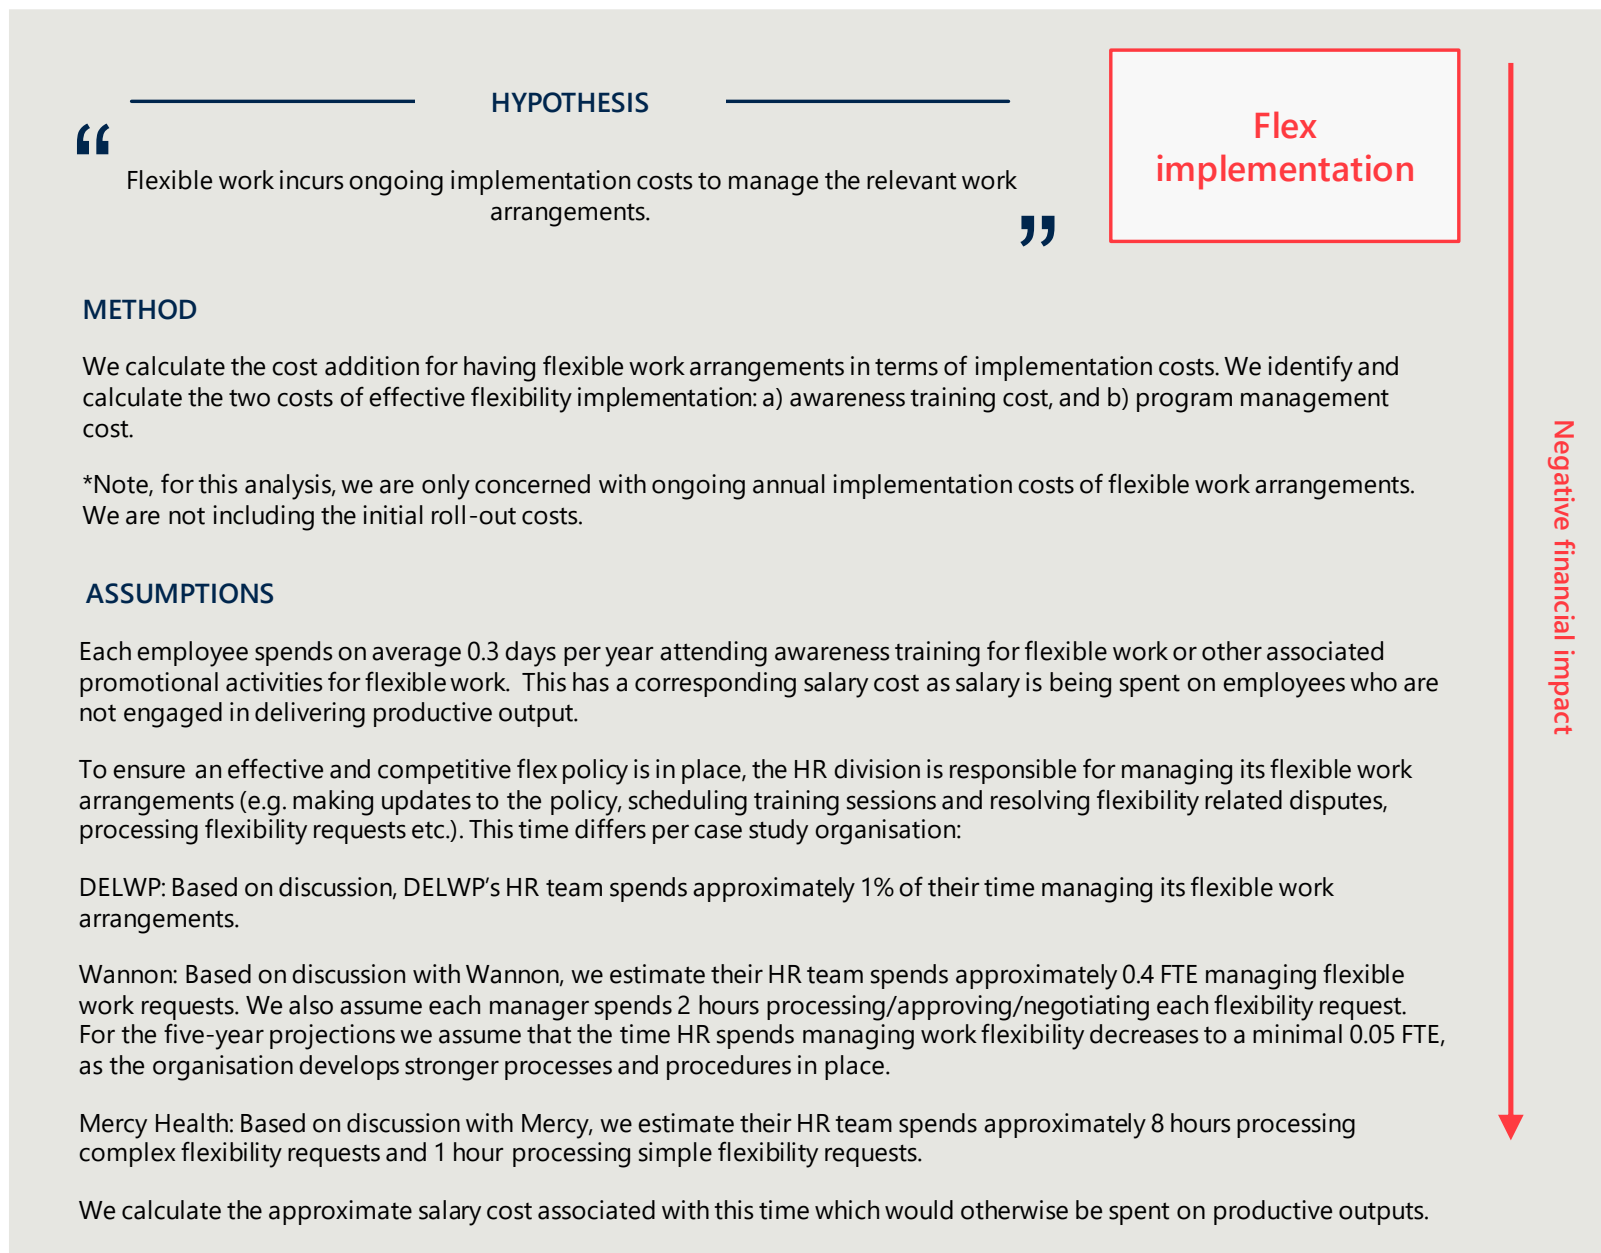 HYPOTHESIS
“
Flexible work incurs ongoing implementation costs to manage the relevant work
arrangements.
”
Flex
implementation
METHOD
We calculate the cost addition for having flexible work arrangements in terms of implementation costs. We identify and
calculate the two costs of effective flexibility implementation: a) awareness training cost, and b) program management
cost.
*Note, for this analysis, we are only concerned with ongoing annual implementation costs of flexible work arrangements.
We are not including the initial roll-out costs.
ASSUMPTIONS
Each employee spends on average 0.3 days per year attending awareness training for flexible work or other associated
promotional activities for flexible work. This has a corresponding salary cost as salary is being spent on employees who are
not engaged in delivering productive output.
To ensure an effective and competitive flex policy is in place, the HR division is responsible for managing its flexible work
arrangements (e.g. making updates to the policy, scheduling training sessions and resolving flexibility related disputes,
processing flexibility requests etc.). This time differs per case study organisation:
DELWP: Based on discussion, DELWP’s HR team spends approximately 1% of their time managing its flexible work
arrangements.
Wannon: Based on discussion with Wannon, we estimate their HR team spends approximately 0.4 FTE managing flexible
work requests. We also assume each manager spends 2 hours processing/approving/negotiating each flexibility request.
For the five-year projections we assume that the time HR spends managing work flexibility decreases to a minimal 0.05 FTE,
as the organisation develops stronger processes and procedures in place.
Mercy Health: Based on discussion with Mercy, we estimate their HR team spends approximately 8 hours processing
complex flexibility requests and 1 hour processing simple flexibility requests.
We calculate the approximate salary cost associated with this time which would otherwise be spent on productive outputs.
Negative financial impact